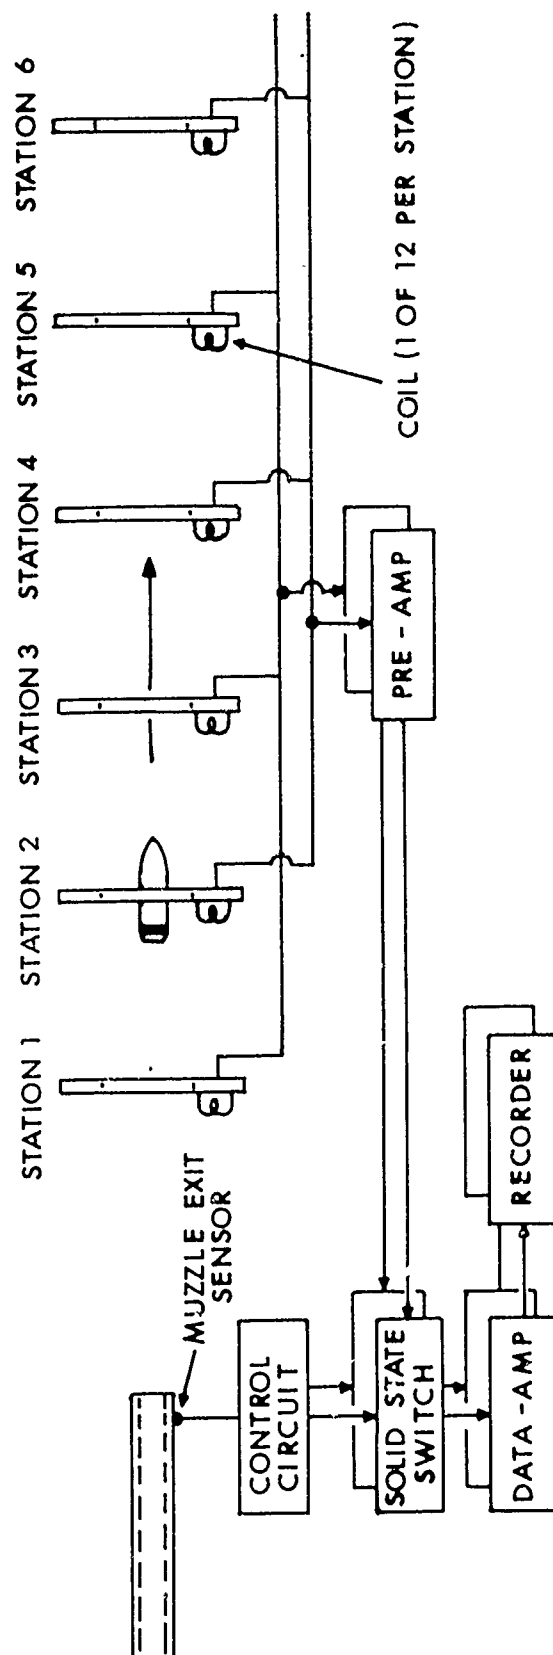 STATION 1
STATION 2
STATION 3
STATION 4
STATION 5
STATION 6
MUZZLE EXIT
SENSOR
COIL (1 OF 12 PER STATION)
CONTROL
CIRCUIT
PRE-AMP
SOLID STATE
SWITCH
DATA-AMP
RECORDER